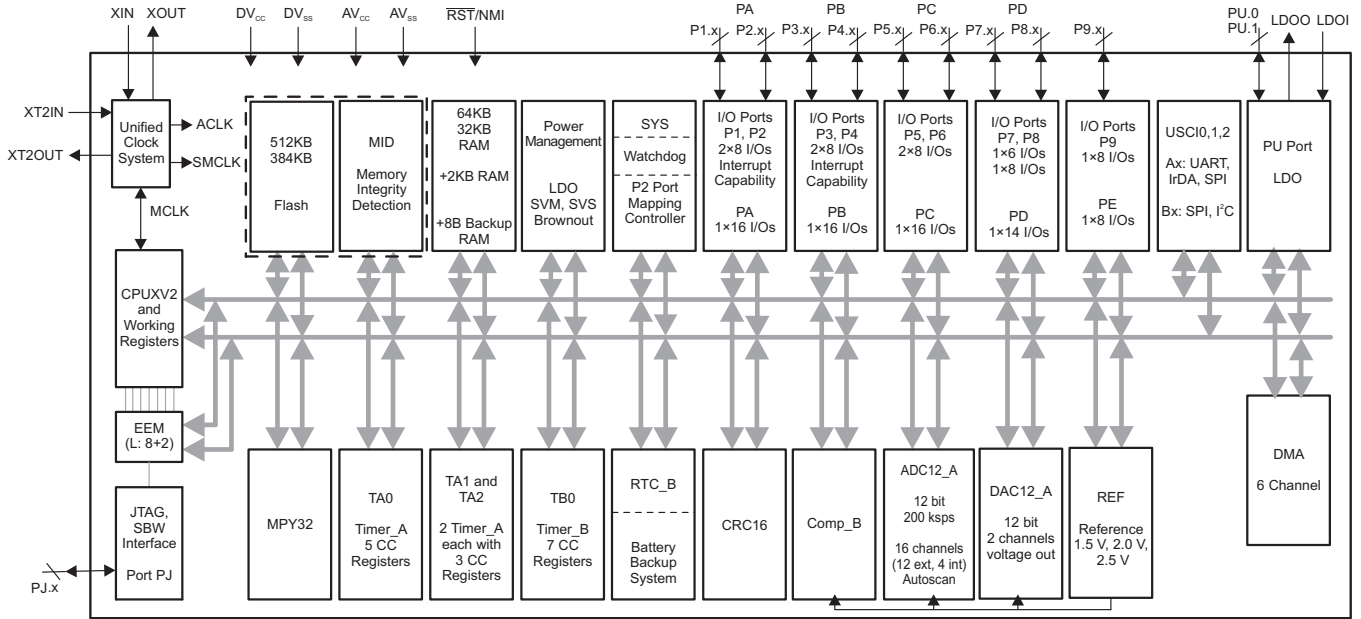 XIN XOUT DV_CC DV_SS AV_CC AV_SS RST/NMI PA PB PC PD PU.0 LDOO LDOI
P1.x P2.x P3.x P4.x P5.x P6.x P7.x P8.x P9.x PU.1
XT2IN
XT2OUT
Unified
Clock
System
ACLK
SMCLK
MCLK
512KB
384KB
Flash
MID
Memory
Integrity
Detection
64KB
32KB
RAM
+2KB RAM
+8B Backup
RAM
Power
Management
LDO
SVM, SVS
Brownout
SYS
Watchdog
P2 Port
Mapping
Controller
I/O Ports
P1, P2
2×8 I/Os
Interrupt
Capability
PA
1×16 I/Os
I/O Ports
P3, P4
2×8 I/Os
Interrupt
Capability
PB
1×16 I/Os
I/O Ports
P5, P6
2×8 I/Os
PC
1×16 I/Os
I/O Ports
P7, P8
1×6 I/Os
1×8 I/Os
PD
1×14 I/Os
I/O Ports
P9
1×8 I/Os
PE
1×8 I/Os
USCI0,1,2
Ax: UART,
IrDA, SPI
Bx: SPI, I²C
PU Port
LDO
CPUXV2
and
Working
Registers
EEM
(L: 8+2)
JTAG,
SBW
Interface
Port PJ
PJ.x
MPY32
TA0
Timer_A
5 CC
Registers
TA1 and
TA2
2 Timer_A
each with
3 CC
Registers
TB0
Timer_B
7 CC
Registers
RTC_B
Battery
Backup
System
CRC16
Comp_B
ADC12_A
12 bit
200 ksps
16 channels
(12 ext, 4 int)
Autoscan
DAC12_A
12 bit
2 channels
voltage out
REF
Reference
1.5 V, 2.0 V,
2.5 V
DMA
6 Channel